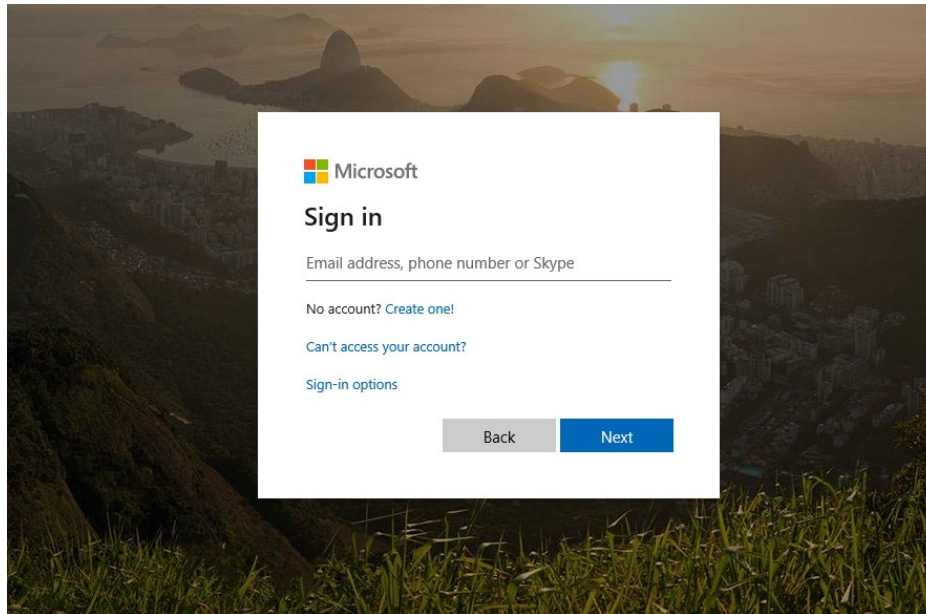 Microsoft
Sign in
Email address, phone number or Skype
No account? Create one!
Can't access your account?
Sign-in options
Back Next